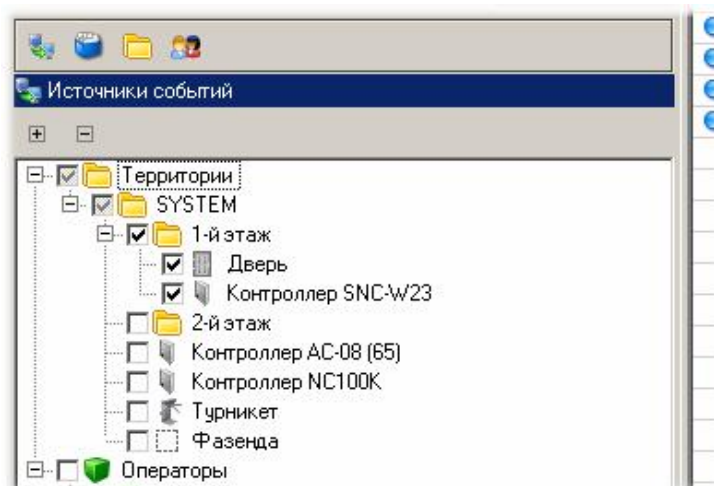 Источники событий
Территории
SYSTEM
1-й этаж
Дверь
Контроллер SNC-W23
2-й этаж
Контроллер AC-08 (65)
Контроллер NC100K
Турникет
Фазенда
Операторы